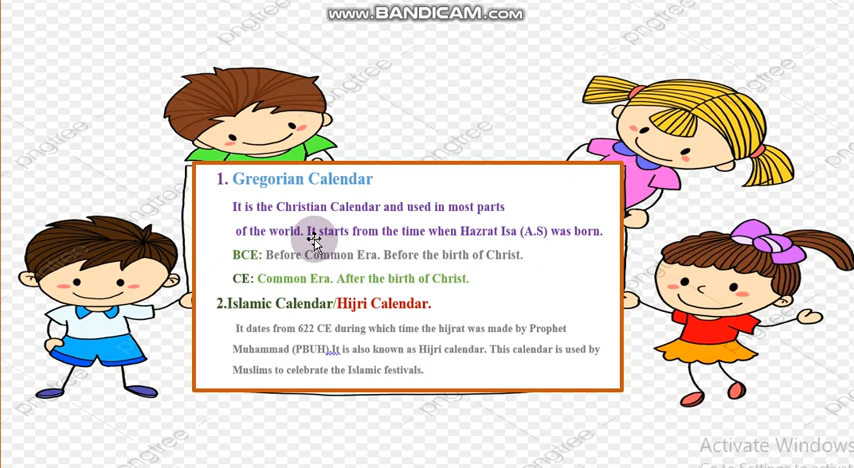 www.BANDICAM.com
1. Gregorian Calendar
It is the Christian Calendar and used in most parts
of the world. It starts from the time when Hazrat Isa (A.S) was born.
BCE: Before Common Era. Before the birth of Christ.
CE: Common Era. After the birth of Christ.
2.Islamic Calendar/Hijri Calendar.
It dates from 622 CE during which time the hijrat was made by Prophet
Muhammad (PBUH).It is also known as Hijri calendar. This calendar is used by
Muslims to celebrate the Islamic festivals.
pngtree
Activate Windows